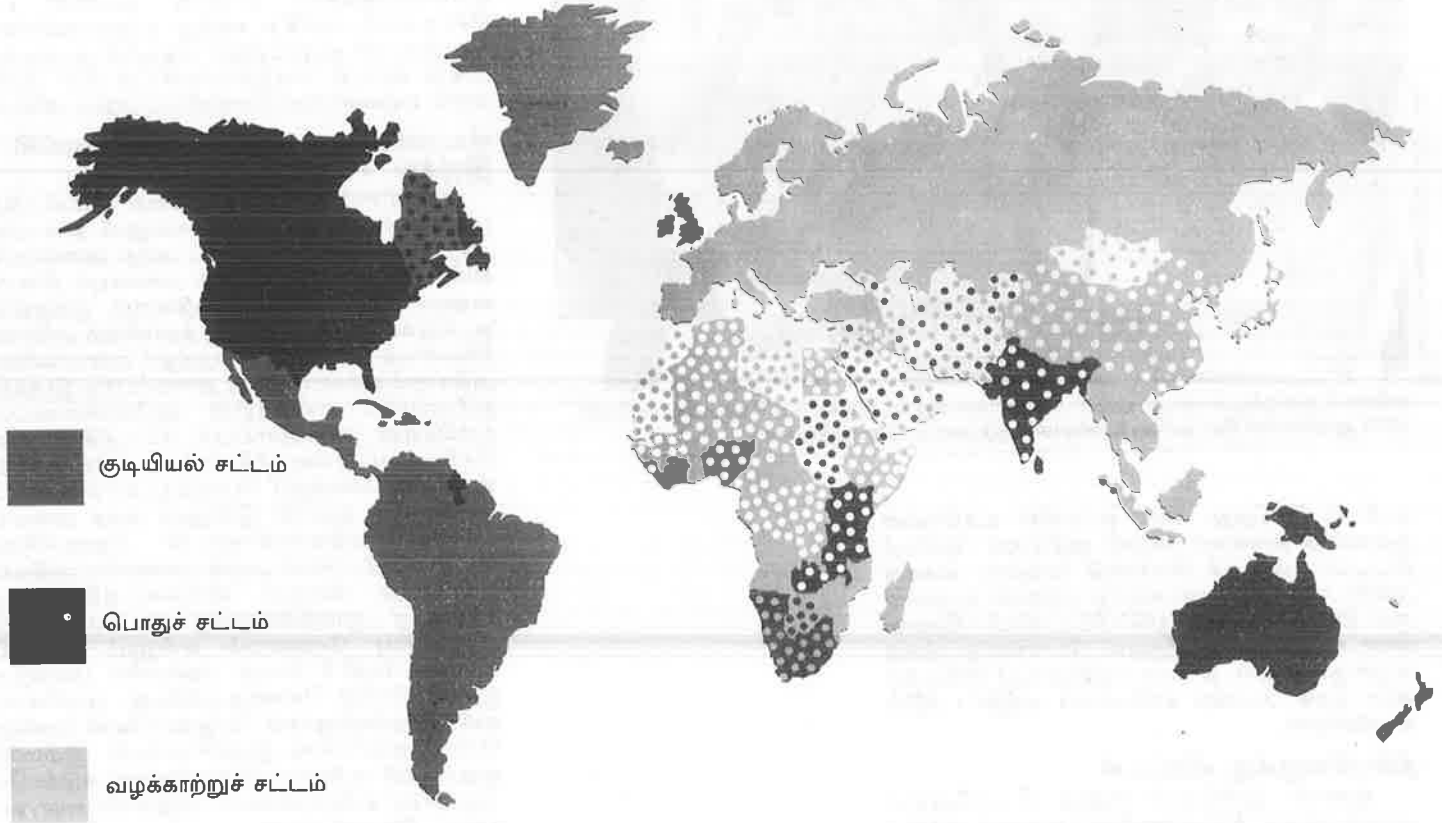 குடியியல் சட்டம்
பொதுச் சட்டம்
வழக்காற்றுச் சட்டம்